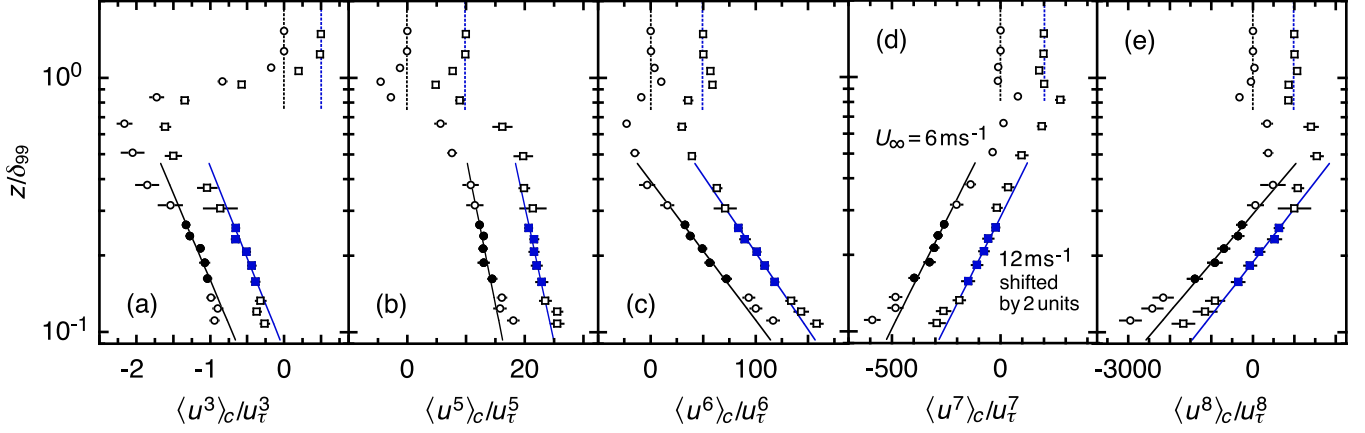 z/δ99
10⁰
10⁻¹
(a)
(b)
(c)
(d)
(e)
U∞ = 6 ms⁻¹
12 ms⁻¹
shifted
by 2 units
-2 -1 0
0 20
0 50 100
-500 0
-3000 0
⟨u³⟩c/uτ³
⟨u⁵⟩c/uτ⁵
⟨u⁶⟩c/uτ⁶
⟨u⁷⟩c/uτ⁷
⟨u⁸⟩c/uτ⁸